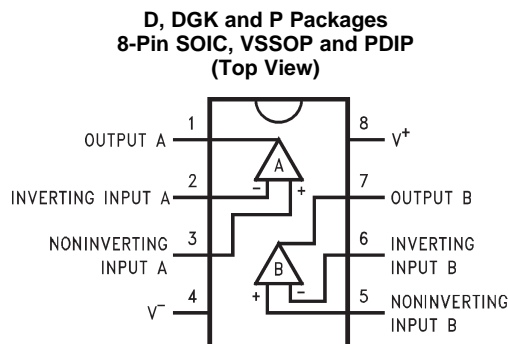 D, DGK and P Packages
8-Pin SOIC, VSSOP and PDIP
(Top View)
1
OUTPUT A
8
V+
A
2
INVERTING INPUT A
- +
7
OUTPUT B
3
NONINVERTING
INPUT A
6
INVERTING
INPUT B
B
+ -
4
V-
5
NONINVERTING
INPUT B